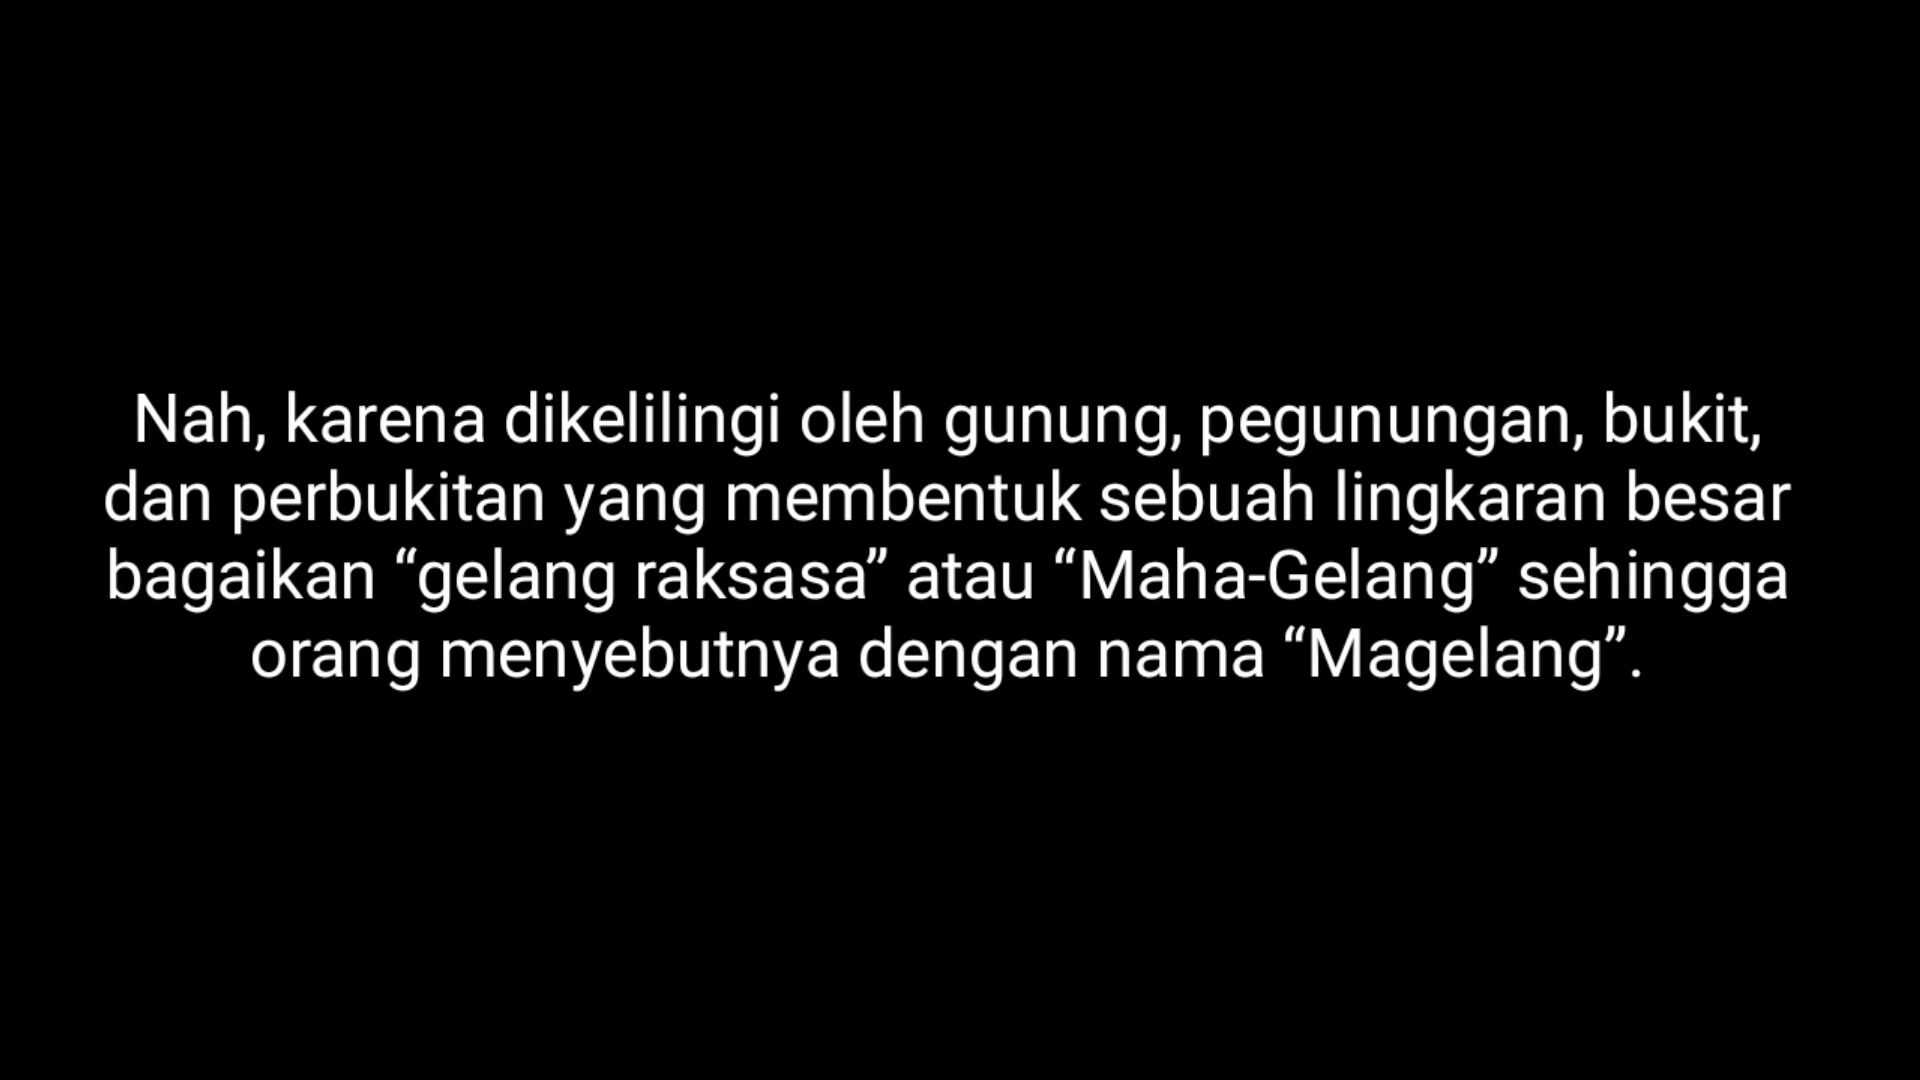 Nah, karena dikelilingi oleh gunung, pegunungan, bukit,
dan perbukitan yang membentuk sebuah lingkaran besar
bagaikan “gelang raksasa” atau “Maha-Gelang” sehingga
orang menyebutnya dengan nama “Magelang”.